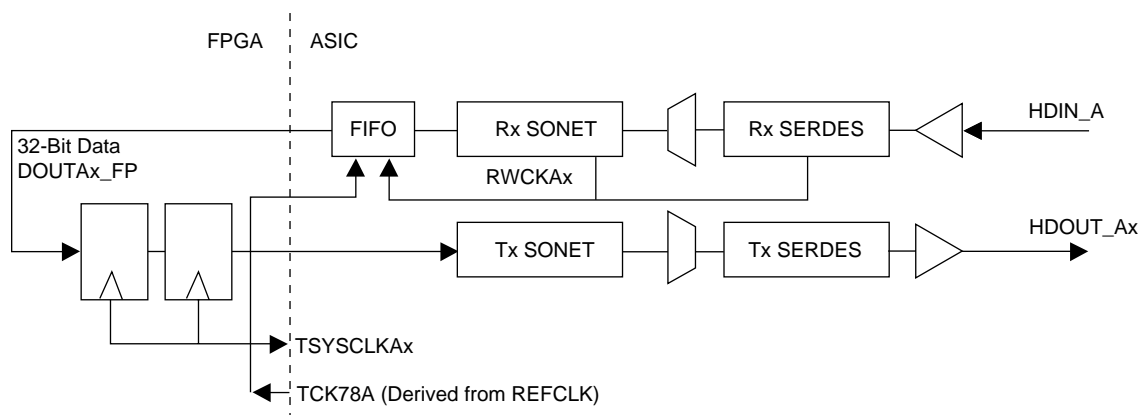 FPGA
ASIC
FIFO
Rx SONET
Rx SERDES
HDIN_A
32-Bit Data
DOUTAx_FP
RWCKAx
Tx SONET
Tx SERDES
HDOUT_Ax
TSYSCLKAx
TCK78A (Derived from REFCLK)